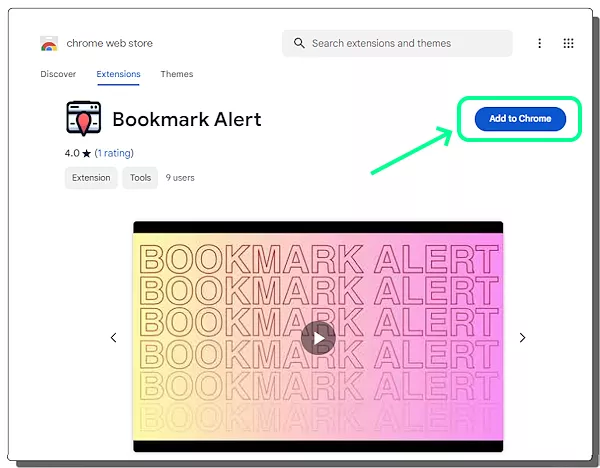 chrome web store
Search extensions and themes
Discover
Extensions
Themes
Bookmark Alert
Add to Chrome
4.0 ★ (1 rating)
Extension
Tools
9 users
BOOKMARK ALERT
BOOKMARK ALERT
BOOKMARK ALERT
BOOKMARK ALERT
BOOKMARK ALERT
BOOKMARK ALERT